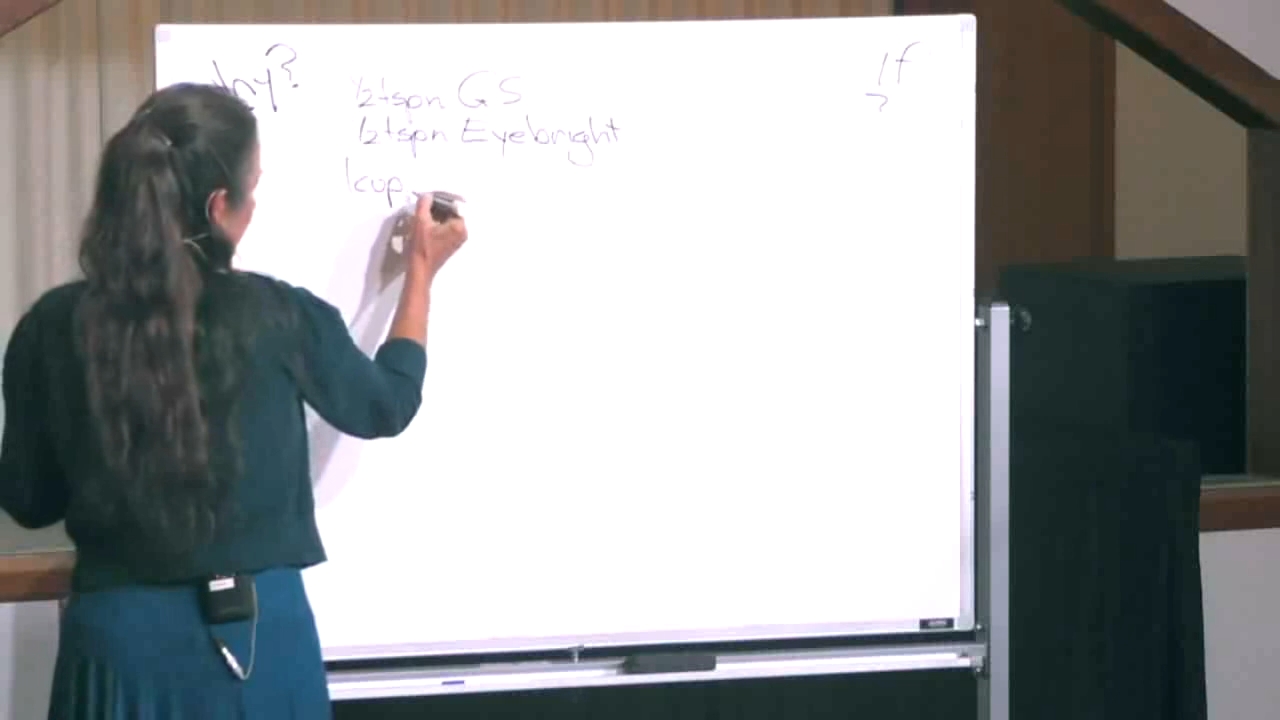 hy?
1/2 tspn GS
1/2 tspn Eyebright
1 cup
If
?